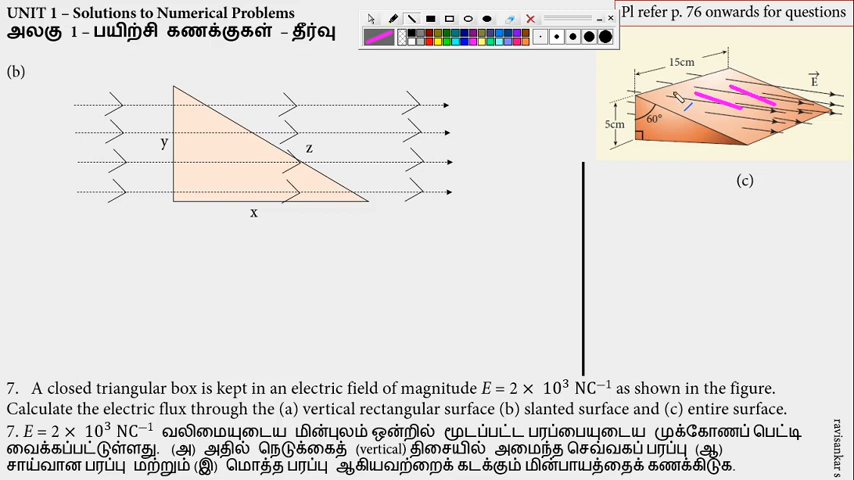 UNIT 1 – Solutions to Numerical Problems
அலகு 1 – பயிற்சி கணக்குகள் – தீர்வு
Pl refer p. 76 onwards for questions
(b)
15cm
E
y
z
5cm
60°
x
(c)
7. A closed triangular box is kept in an electric field of magnitude E = 2 × 10³ NC⁻¹ as shown in the figure.
Calculate the electric flux through the (a) vertical rectangular surface (b) slanted surface and (c) entire surface.
7. E = 2 × 10³ NC⁻¹ வலிமையுடைய மின்புலம் ஒன்றில் மூடப்பட்ட பரப்பையுடைய முக்கோணப் பெட்டி
வைக்கப்பட்டுள்ளது. (அ) அதில் நெடுக்கைத் (vertical) திசையில் அமைந்த செவ்வகப் பரப்பு (ஆ)
சாய்வான பரப்பு மற்றும் (இ) மொத்த பரப்பு ஆகியவற்றைக் கடக்கும் மின்பாயத்தைக் கணக்கிடுக.
ravisankar s